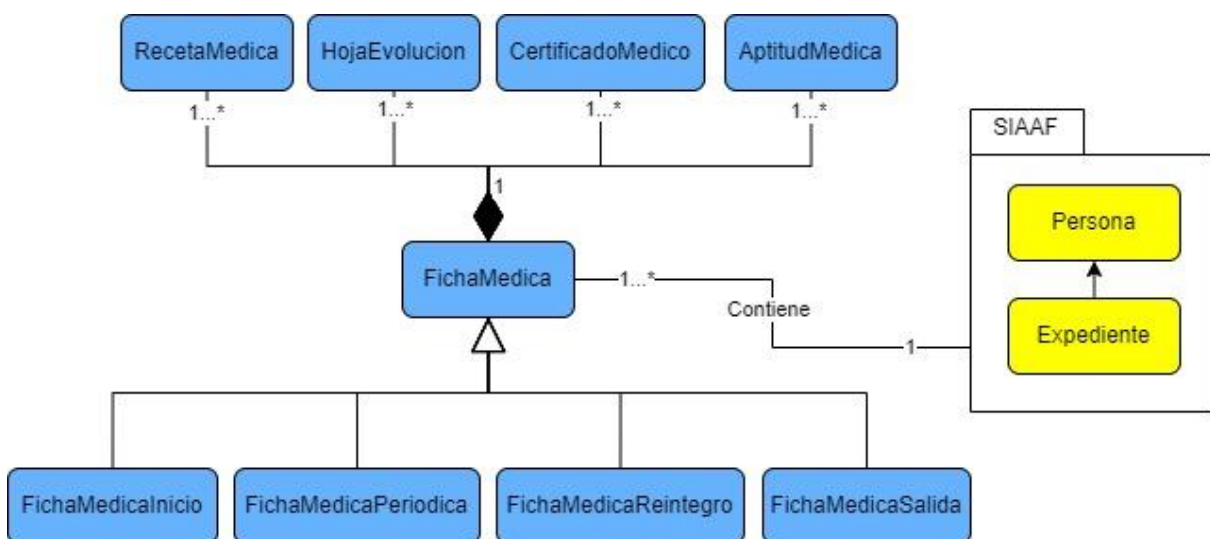 RecetaMedica
HojaEvolucion
CertificadoMedico
AptitudMedica
1...*
1...*
1...*
1...*
SIAAF
1
Persona
FichaMedica
1...*
Contiene
Expediente
1
FichaMedicaInicio
FichaMedicaPeriodica
FichaMedicaReintegro
FichaMedicaSalida